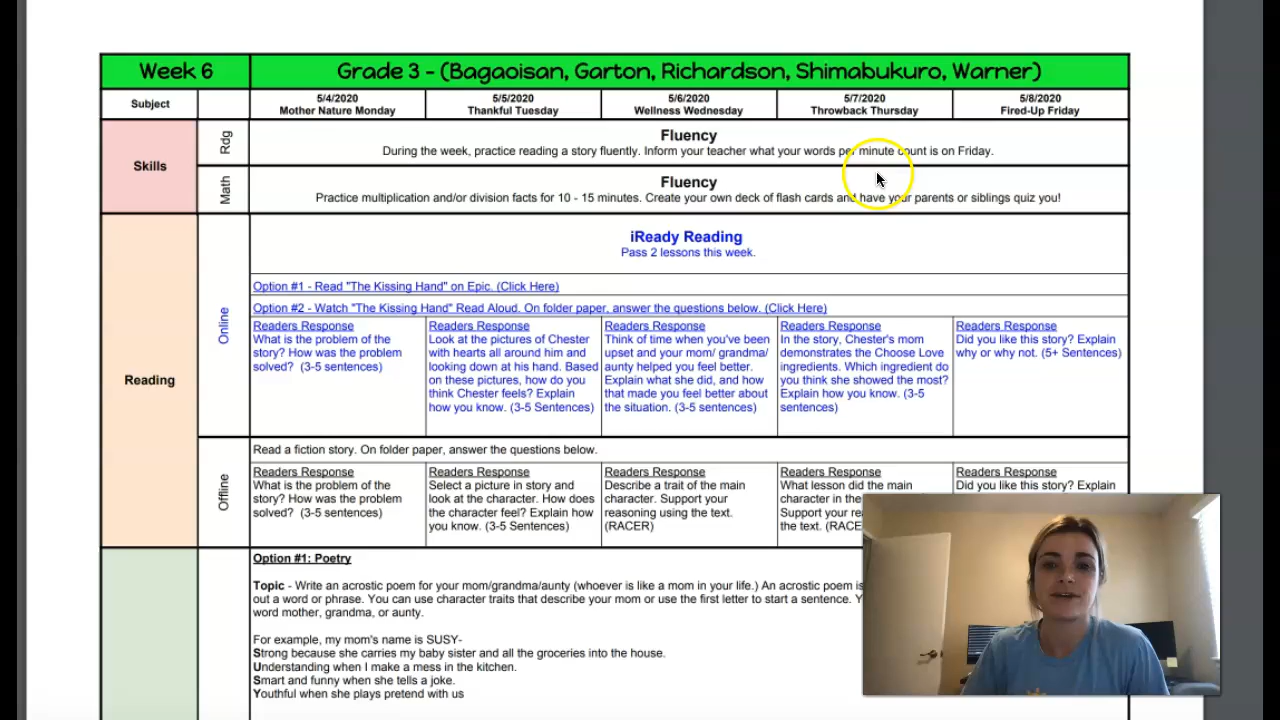 Week 6
Grade 3 - (Bagaoisan, Garton, Richardson, Shimabukuro, Warner)
Subject
5/4/2020
Mother Nature Monday
5/5/2020
Thankful Tuesday
5/6/2020
Wellness Wednesday
5/7/2020
Throwback Thursday
5/8/2020
Fired-Up Friday
Skills
Rdg
Fluency
During the week, practice reading a story fluently. Inform your teacher what your words per minute count is on Friday.
Math
Fluency
Practice multiplication and/or division facts for 10 - 15 minutes. Create your own deck of flash cards and have your parents or siblings quiz you!
Reading
Online
iReady Reading
Pass 2 lessons this week.
Option #1 - Read "The Kissing Hand" on Epic. (Click Here)
Option #2 - Watch "The Kissing Hand" Read Aloud. On folder paper, answer the questions below. (Click Here)
Readers Response
What is the problem of the
story? How was the problem
solved? (3-5 sentences)
Readers Response
Look at the pictures of Chester
with hearts all around him and
looking down at his hand. Based
on these pictures, how do you
think Chester feels? Explain
how you know. (3-5 Sentences)
Readers Response
Think of time when you've been
upset and your mom/ grandma/
aunty helped you feel better.
Explain what she did, and how
that made you feel better about
the situation. (3-5 sentences)
Readers Response
In the story, Chester's mom
demonstrates the Choose Love
ingredients. Which ingredient do
you think she showed the most?
Explain how you know. (3-5
sentences)
Readers Response
Did you like this story? Explain
why or why not. (5+ Sentences)
Offline
Read a fiction story. On folder paper, answer the questions below.
Readers Response
What is the problem of the
story? How was the problem
solved? (3-5 sentences)
Readers Response
Select a picture in story and
look at the character. How does
the character feel? Explain how
you know. (3-5 Sentences)
Readers Response
Describe a trait of the main
character. Support your
reasoning using the text.
(RACER)
Readers Response
What lesson did the main
character in the
Support your
the text. (RACE
Readers Response
Did you like this story? Explain
Option #1: Poetry
Topic - Write an acrostic poem for your mom/grandma/aunty (whoever is like a mom in your life.) An acrostic poem is
out a word or phrase. You can use character traits that describe your mom or use the first letter to start a sentence.
word mother, grandma, or aunty.
For example, my mom's name is SUSY-
Strong because she carries my baby sister and all the groceries into the house.
Understanding when I make a mess in the kitchen.
Smart and funny when she tells a joke.
Youthful when she plays pretend with us